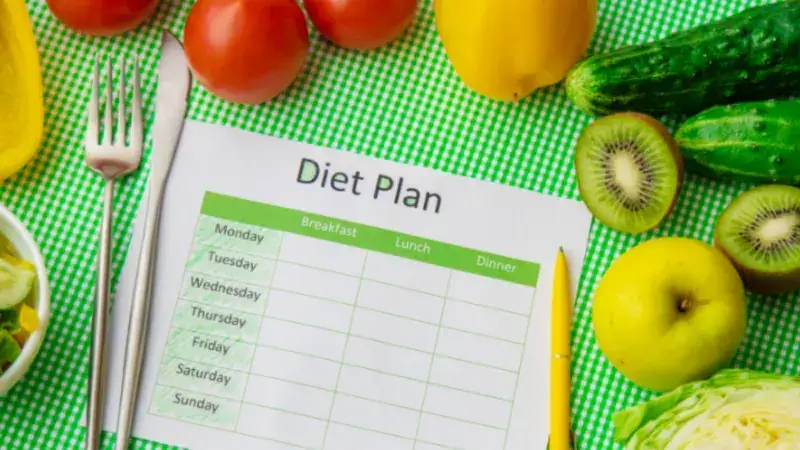 Diet Plan
Breakfast Lunch Dinner
Monday
Tuesday
Wednesday
Thursday
Friday
Saturday
Sunday